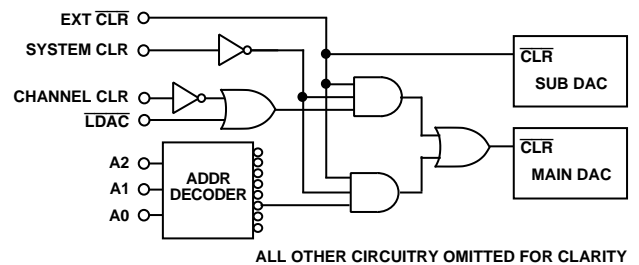 EXT CLR
SYSTEM CLR
CHANNEL CLR
LDAC
A2
A1
A0
ADDR
DECODER
CLR
SUB DAC
CLR
MAIN DAC
ALL OTHER CIRCUITRY OMITTED FOR CLARITY